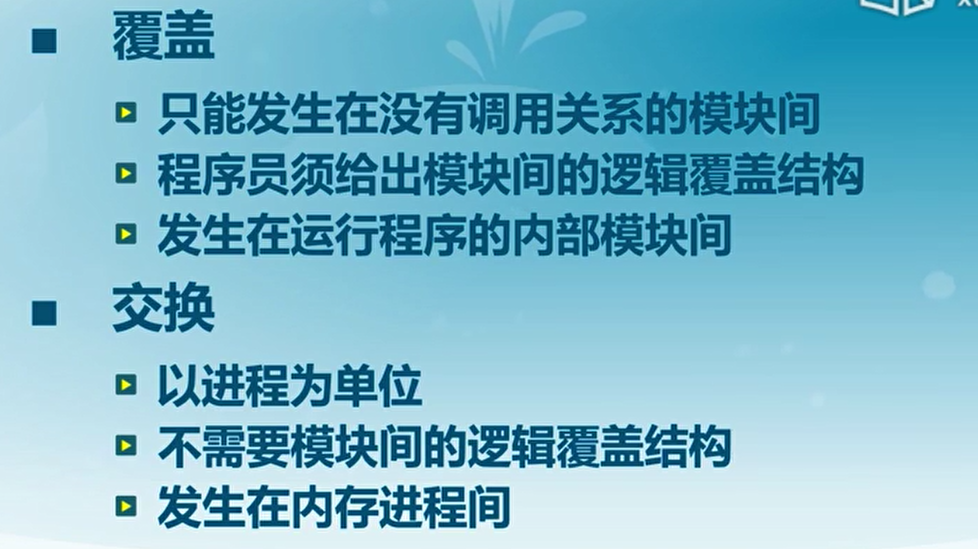 覆盖
只能发生在没有调用关系的模块间
程序员须给出模块间的逻辑覆盖结构
发生在运行程序的内部模块间
交换
以进程为单位
不需要模块间的逻辑覆盖结构
发生在内存进程间